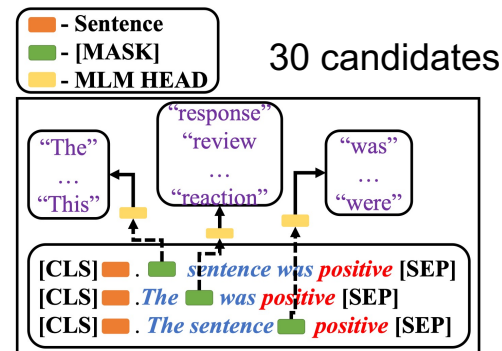 - Sentence
- [MASK]
- MLM HEAD
30 candidates
“The”
…
“This”
“response”
“review
…
“reaction”
“was”
…
“were”
[CLS] . sentence was positive [SEP]
[CLS] .The was positive [SEP]
[CLS] . The sentence positive [SEP]